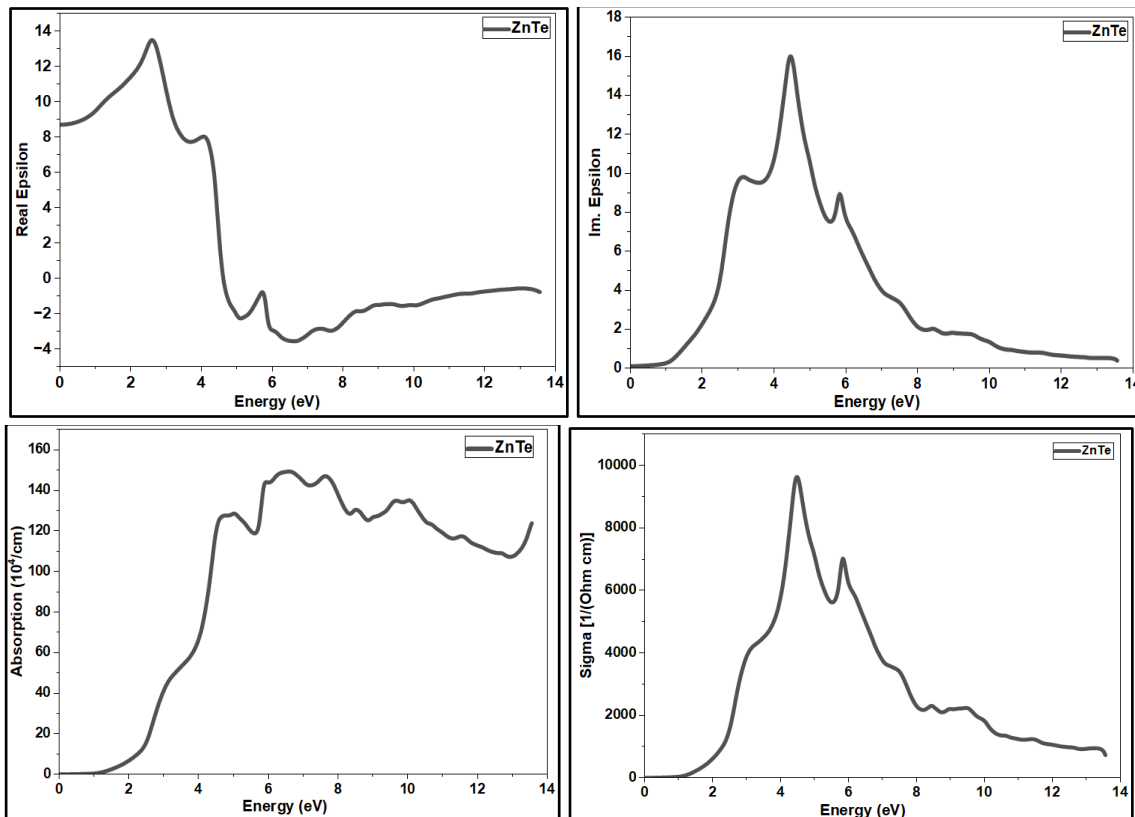 ZnTe
14
12
10
8
6
4
2
0
−2
−4
Real Epsilon
0 2 4 6 8 10 12 14
Energy (eV)
ZnTe
18
16
14
12
10
8
6
4
2
0
Im. Epsilon
0 2 4 6 8 10 12 14
Energy (eV)
ZnTe
160
140
120
100
80
60
40
20
0
Absorption (10⁴/cm)
0 2 4 6 8 10 12 14
Energy (eV)
ZnTe
10000
8000
6000
4000
2000
0
Sigma [1/(Ohm cm)]
0 2 4 6 8 10 12 14
Energy (eV)